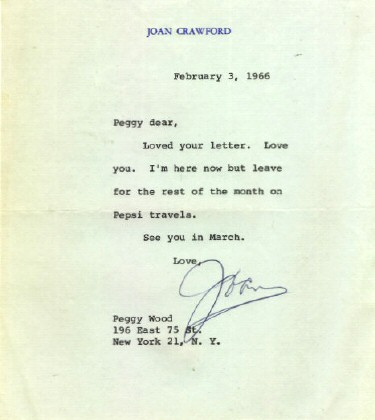 JOAN CRAWFORD
February 3, 1966
Peggy dear,
Loved your letter. Love
you. I'm here now but leave
for the rest of the month on
Pepsi travels.
See you in March.
Love,
Joan
Peggy Wood
196 East 75 St.
New York 21, N. Y.